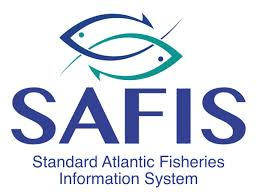 SAFIS
Standard Atlantic Fisheries
Information System